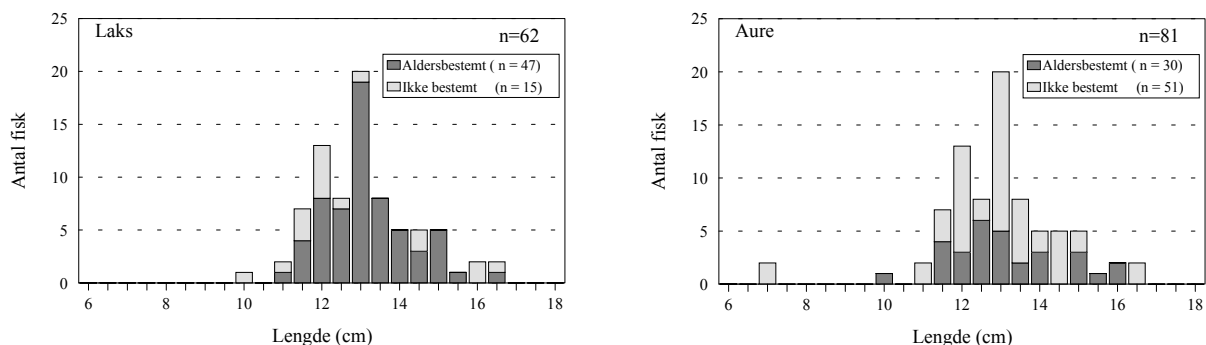 Laks
n=62
Aldersbestemt ( n = 47)
Ikke bestemt (n = 15)
Antal fisk
25
20
15
10
5
0
6 8 10 12 14 16 18
Lengde (cm)
Aure
n=81
Aldersbestemt ( n = 30)
Ikke bestemt (n = 51)
Antal fisk
25
20
15
10
5
0
6 8 10 12 14 16 18
Lengde (cm)